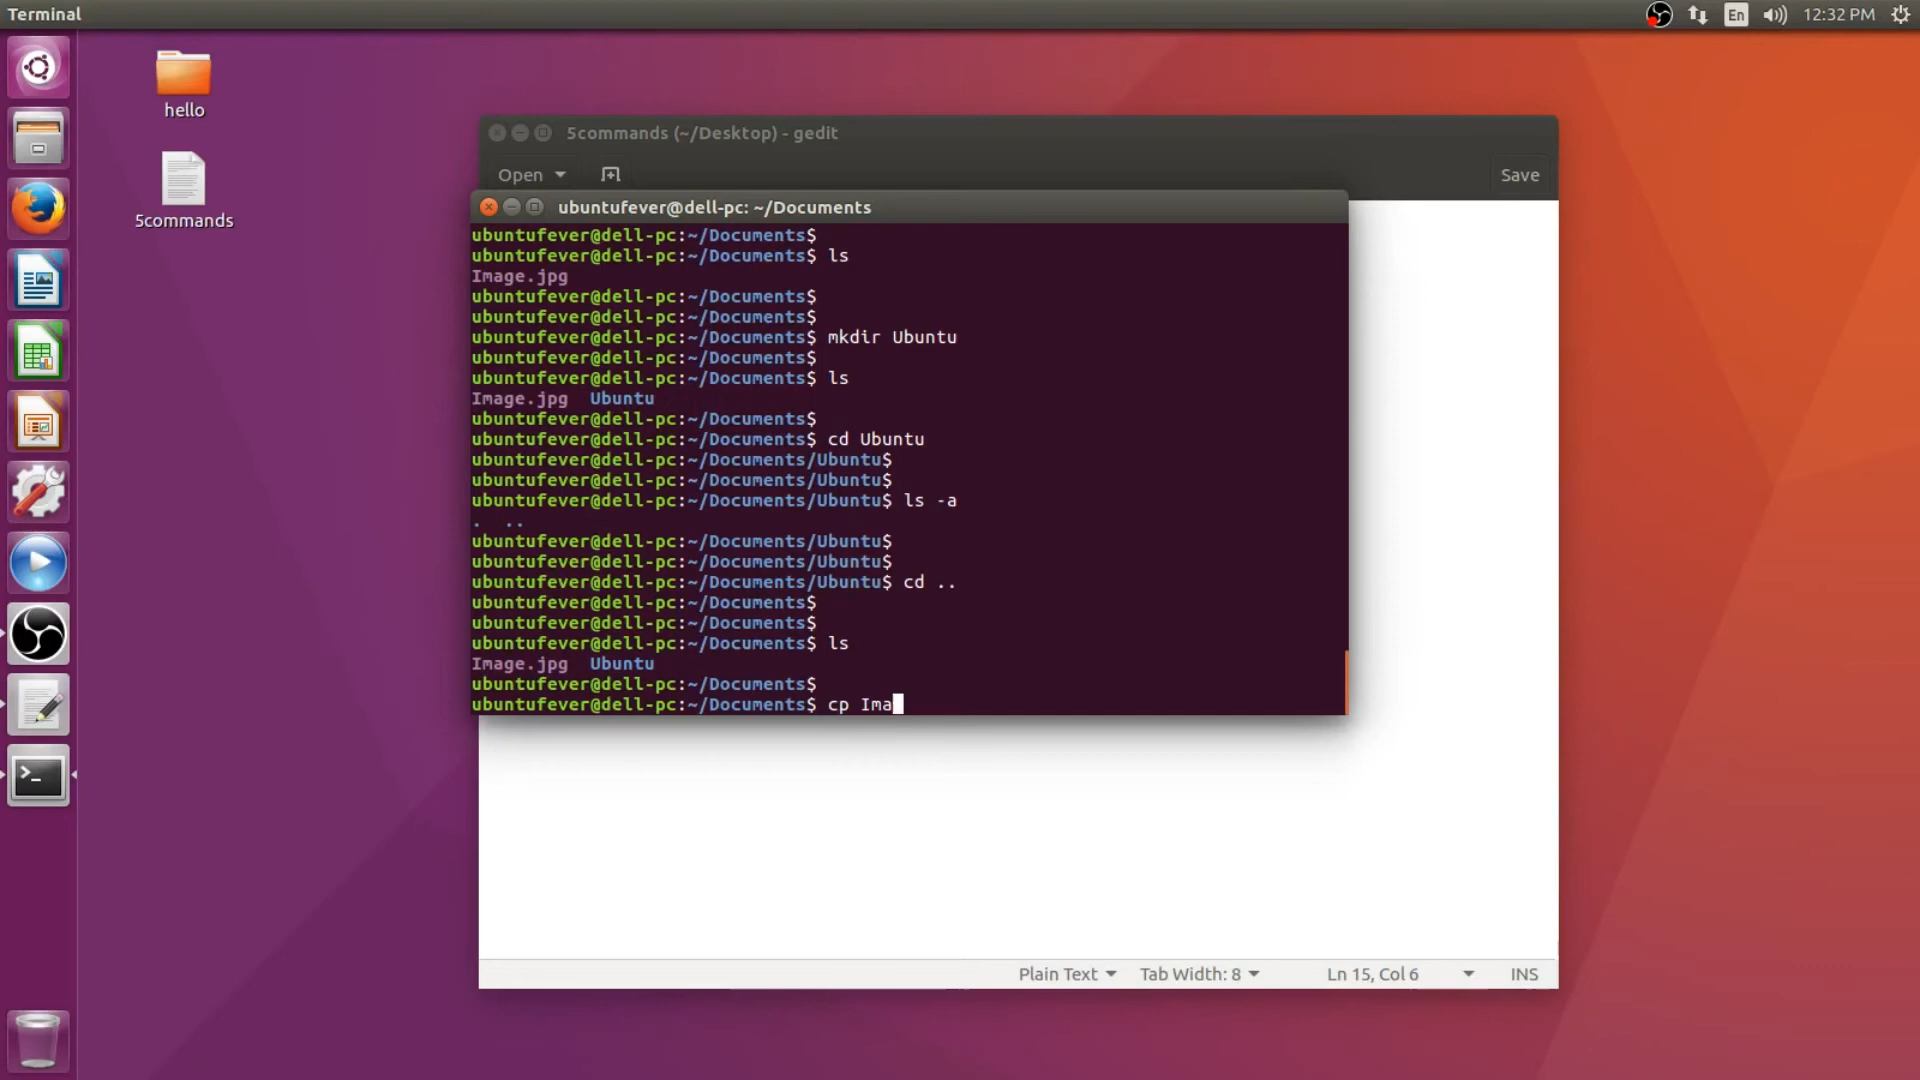 Terminal
En
12:32 PM
hello
5commands
5commands (~/Desktop) - gedit
Open
Save
ubuntufever@dell-pc: ~/Documents
ubuntufever@dell-pc:~/Documents$
ubuntufever@dell-pc:~/Documents$ ls
Image.jpg
ubuntufever@dell-pc:~/Documents$
ubuntufever@dell-pc:~/Documents$
ubuntufever@dell-pc:~/Documents$ mkdir Ubuntu
ubuntufever@dell-pc:~/Documents$
ubuntufever@dell-pc:~/Documents$ ls
Image.jpg  Ubuntu
ubuntufever@dell-pc:~/Documents$
ubuntufever@dell-pc:~/Documents$ cd Ubuntu
ubuntufever@dell-pc:~/Documents/Ubuntu$
ubuntufever@dell-pc:~/Documents/Ubuntu$
ubuntufever@dell-pc:~/Documents/Ubuntu$ ls -a
.  ..
ubuntufever@dell-pc:~/Documents/Ubuntu$
ubuntufever@dell-pc:~/Documents/Ubuntu$
ubuntufever@dell-pc:~/Documents/Ubuntu$ cd ..
ubuntufever@dell-pc:~/Documents$
ubuntufever@dell-pc:~/Documents$
ubuntufever@dell-pc:~/Documents$ ls
Image.jpg  Ubuntu
ubuntufever@dell-pc:~/Documents$
ubuntufever@dell-pc:~/Documents$ cp Ima
Plain Text
Tab Width: 8
Ln 15, Col 6
INS